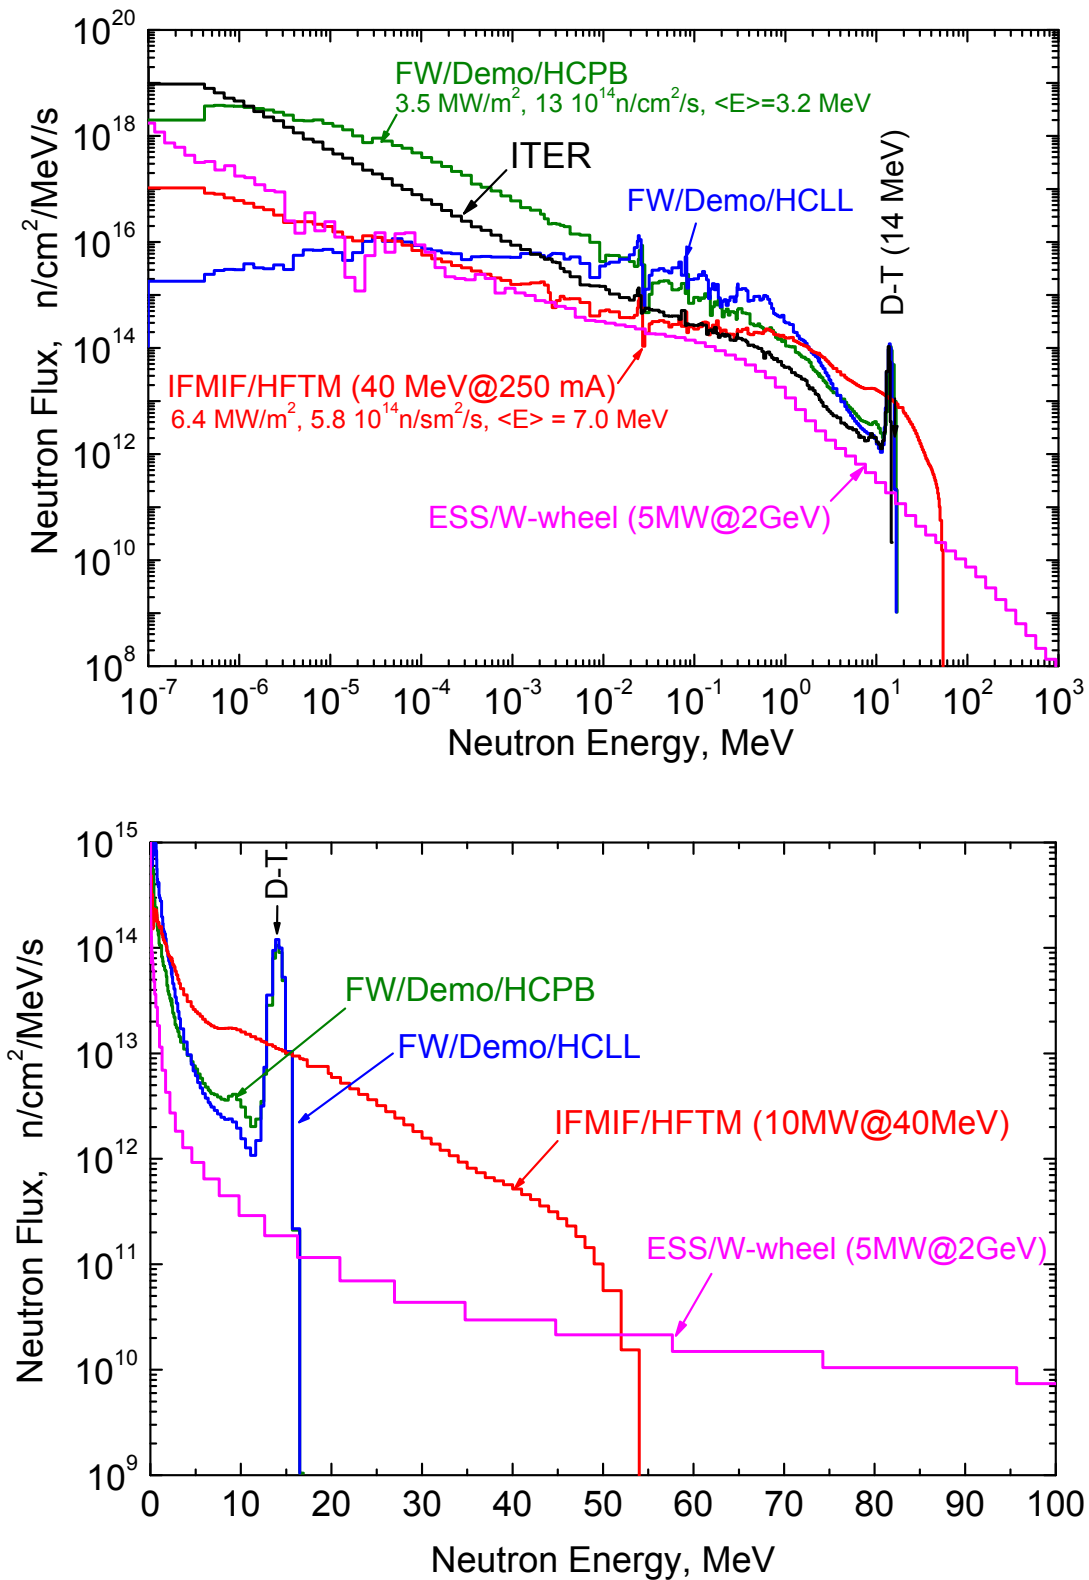 10^20
10^18
10^16
10^14
10^12
10^10
10^8
Neutron Flux, n/cm^2/MeV/s
FW/Demo/HCPB
3.5 MW/m^2, 13 10^14n/cm^2/s, <E>=3.2 MeV
ITER
FW/Demo/HCLL
D-T (14 MeV)
IFMIF/HFTM (40 MeV@250 mA)
6.4 MW/m^2, 5.8 10^14n/sm^2/s, <E> = 7.0 MeV
ESS/W-wheel (5MW@2GeV)
10^-7 10^-6 10^-5 10^-4 10^-3 10^-2 10^-1 10^0 10^1 10^2 10^3
Neutron Energy, MeV
10^15
10^14
10^13
10^12
10^11
10^10
10^9
Neutron Flux, n/cm^2/MeV/s
D-T
FW/Demo/HCPB
FW/Demo/HCLL
IFMIF/HFTM (10MW@40MeV)
ESS/W-wheel (5MW@2GeV)
0 10 20 30 40 50 60 70 80 90 100
Neutron Energy, MeV